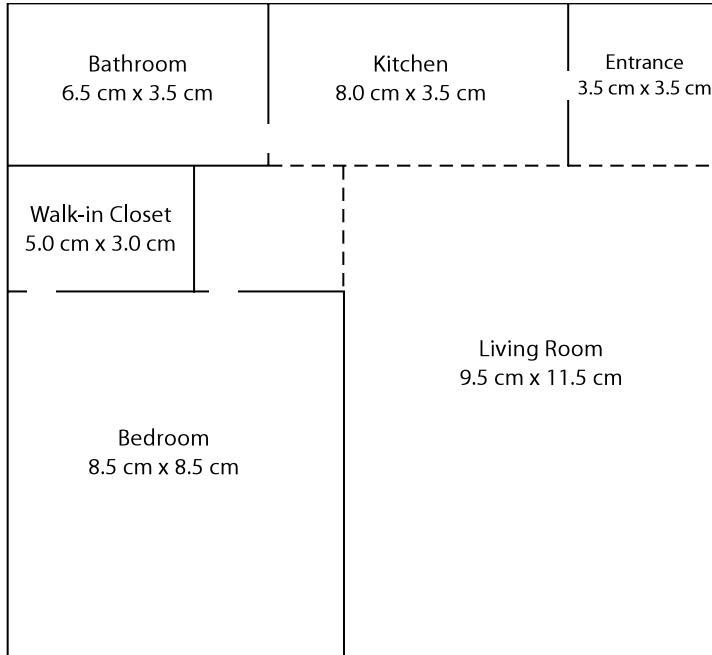 Bathroom
6.5 cm x 3.5 cm
Kitchen
8.0 cm x 3.5 cm
Entrance
3.5 cm x 3.5 cm
Walk-in Closet
5.0 cm x 3.0 cm
Living Room
9.5 cm x 11.5 cm
Bedroom
8.5 cm x 8.5 cm